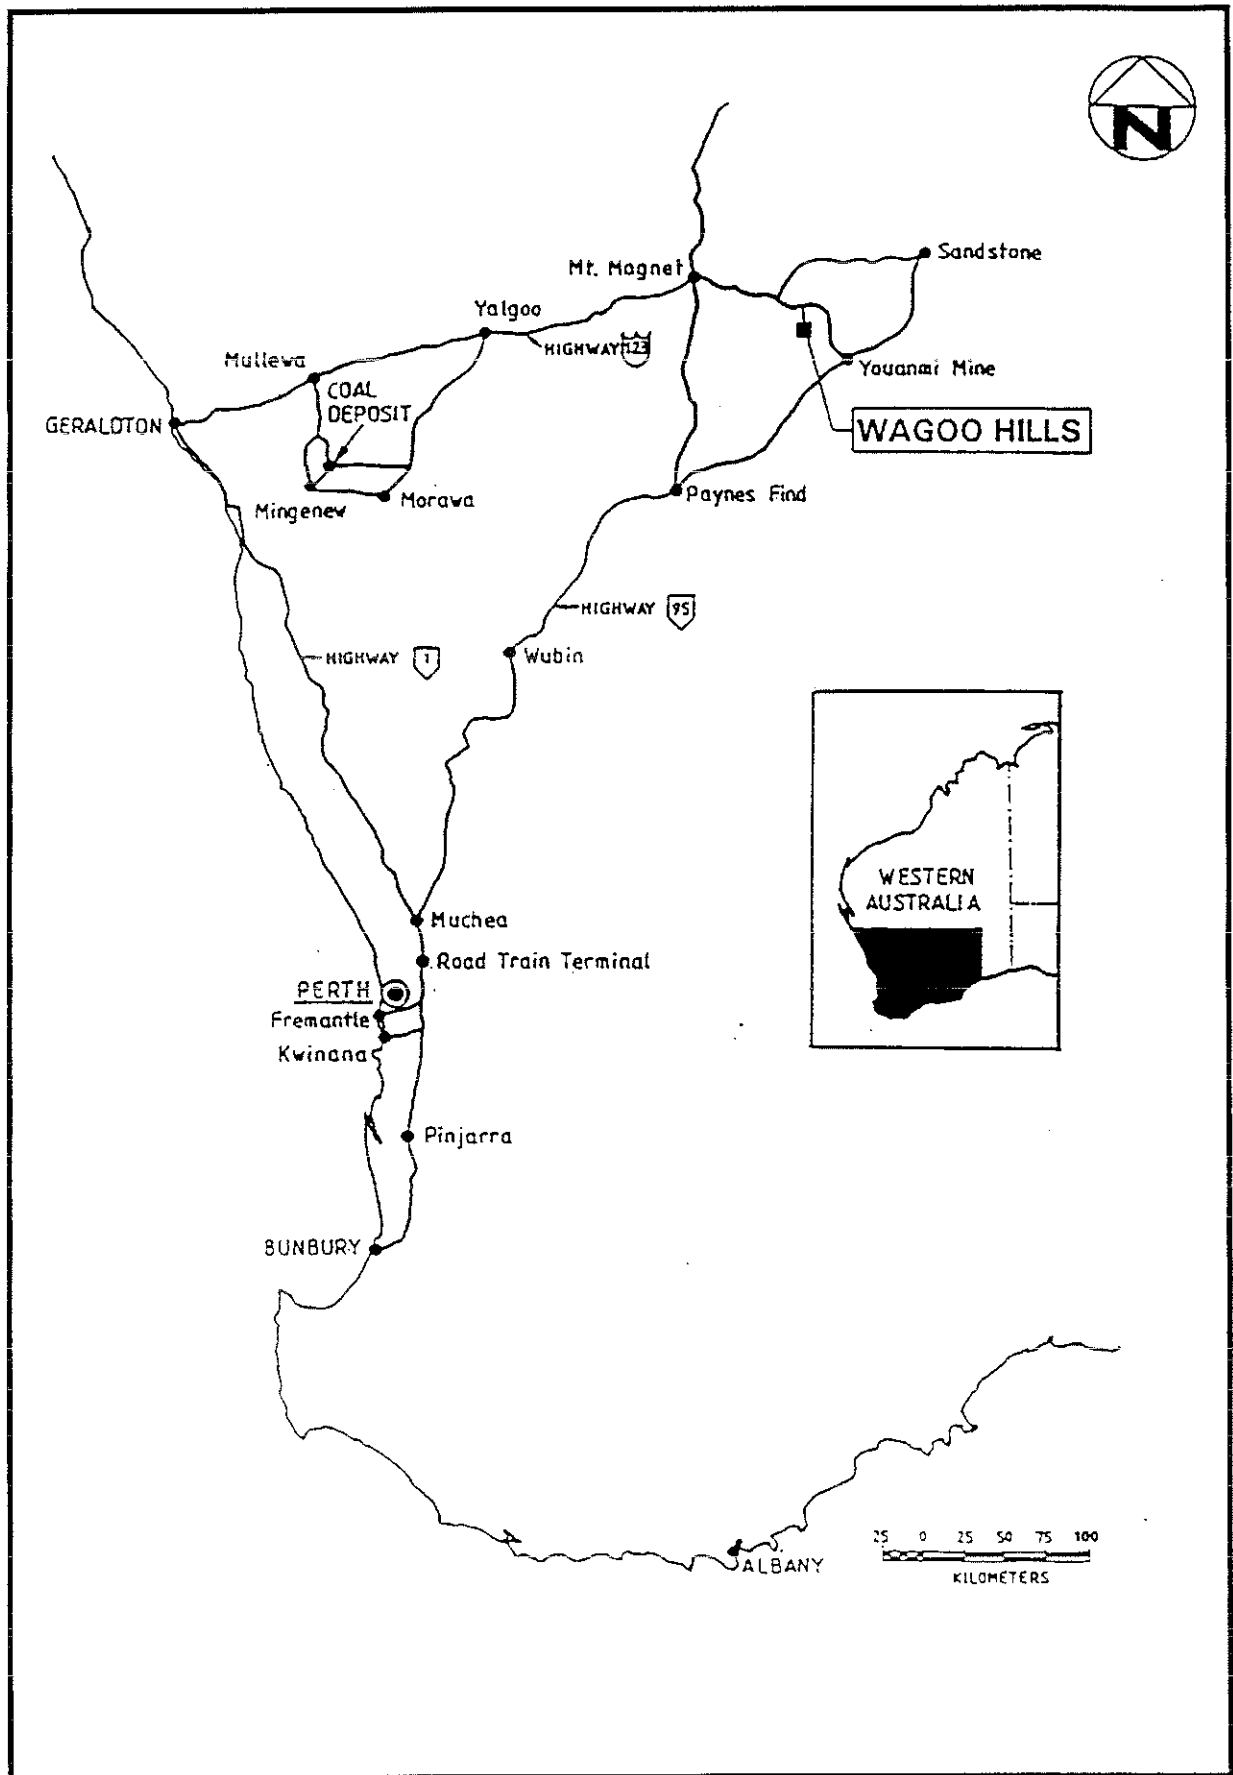 N
Sandstone
Mt. Magnet
Yalgoo
HIGHWAY 123
Mullewa
Youanmi Mine
COAL
DEPOSIT
GERALDTON
WAGOO HILLS
Mingenew
Morawa
Paynes Find
HIGHWAY 95
HIGHWAY 1
Wubin
WESTERN
AUSTRALIA
Muchea
Road Train Terminal
PERTH
Fremantle
Kwinana
Pinjarra
BUNBURY
25 0 25 50 75 100
KILOMETERS
ALBANY